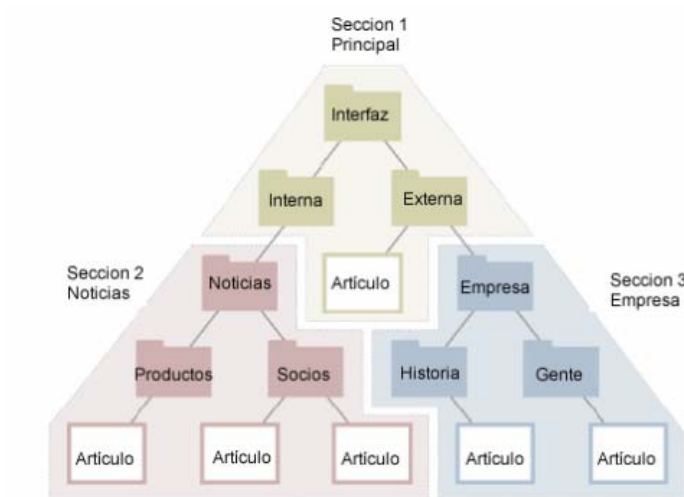 Seccion 1
Principal
Interfaz
Interna
Externa
Seccion 2
Noticias
Noticias
Artículo
Empresa
Seccion 3
Empresa
Productos
Socios
Historia
Gente
Artículo
Artículo
Artículo
Artículo
Artículo